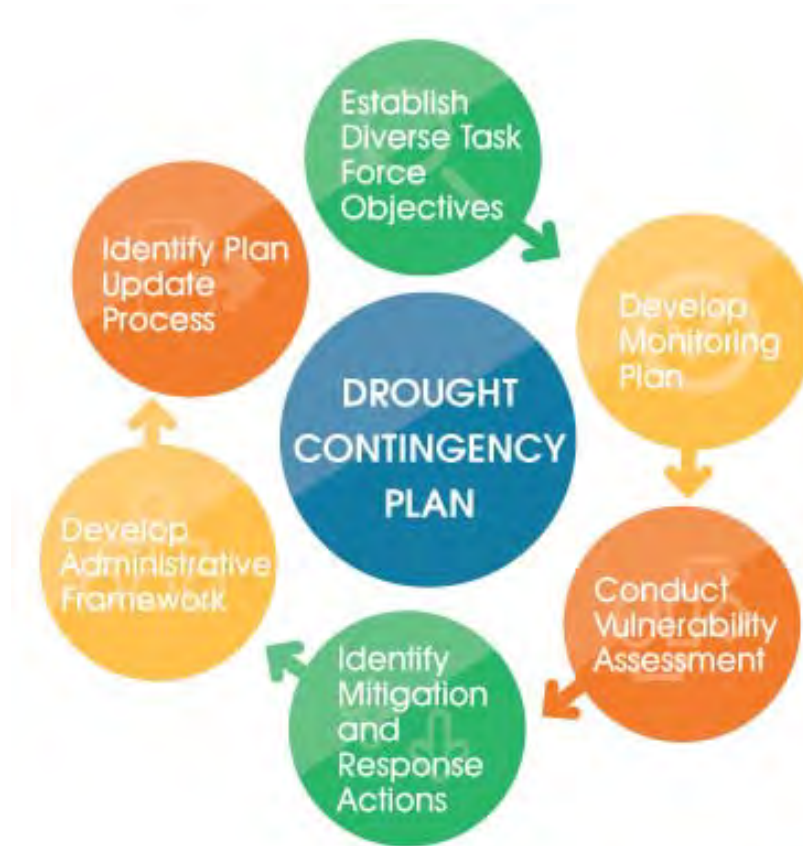 Establish
Diverse Task
Force
Objectives
Develop
Monitoring
Plan
Conduct
Vulnerability
Assessment
Identify
Mitigation
and
Response
Actions
Develop
Administrative
Framework
Identify Plan
Update
Process
DROUGHT
CONTINGENCY
PLAN